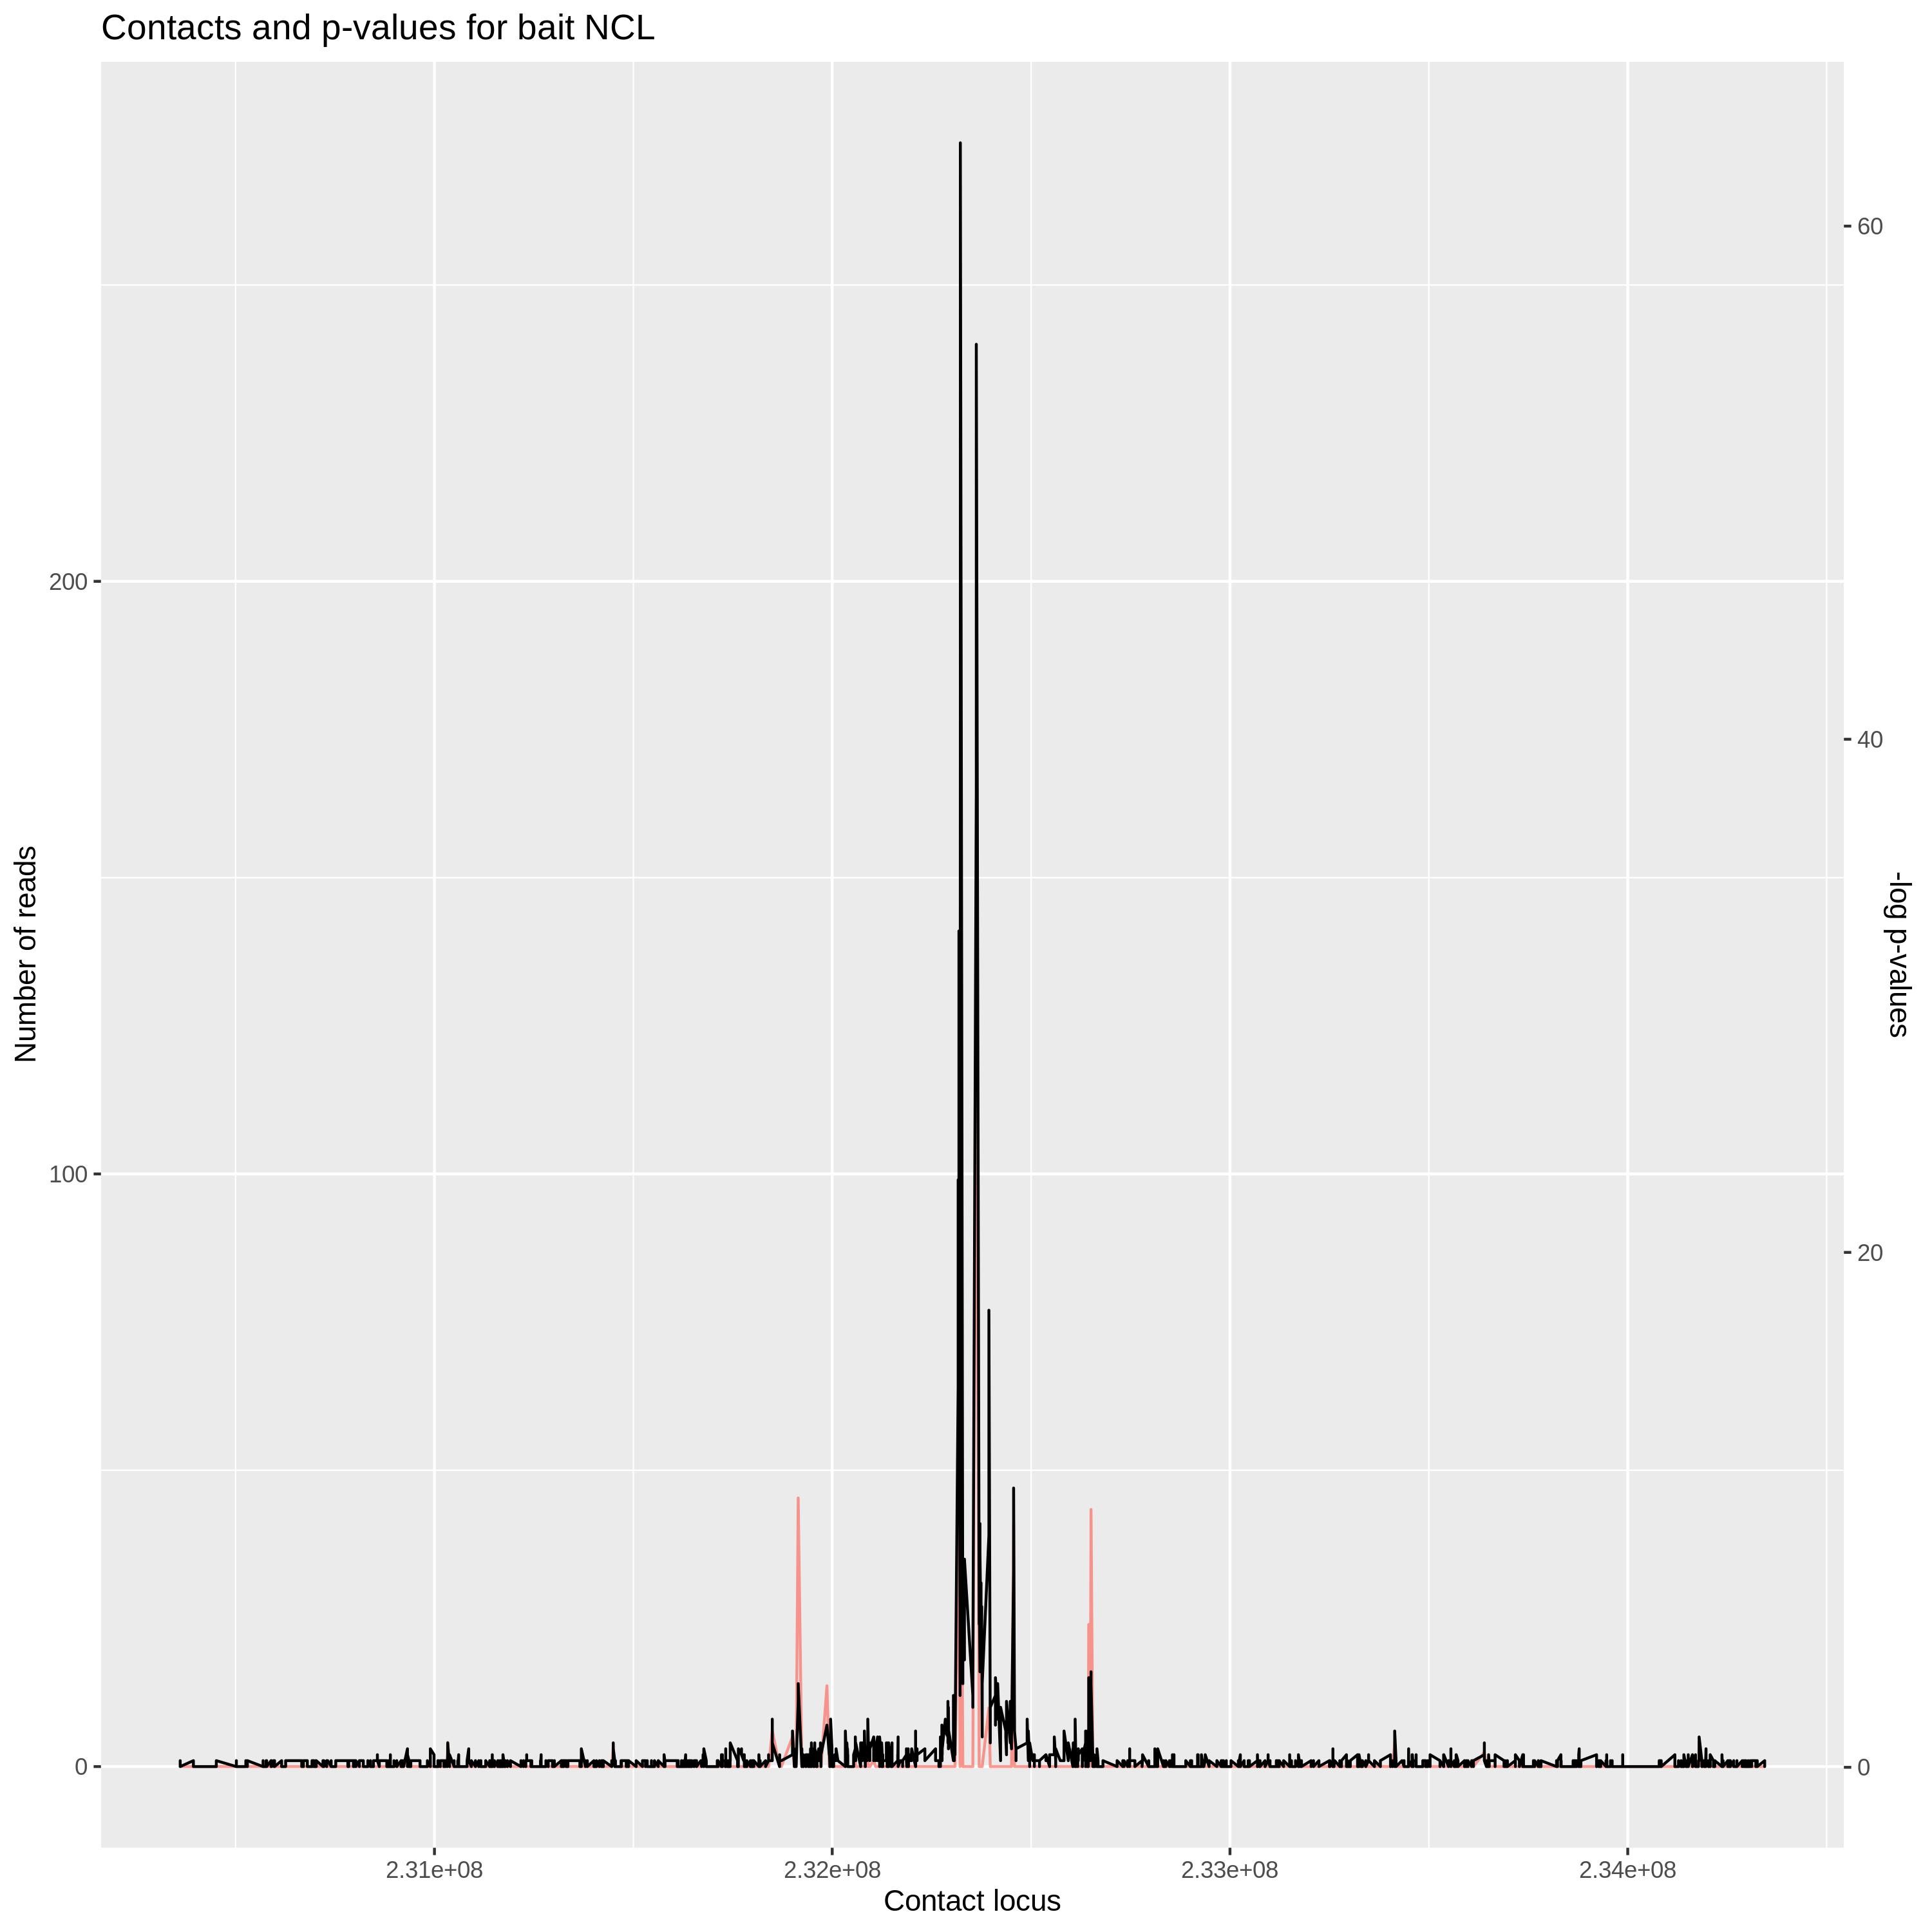 Contacts and p-values for bait NCL
Number of reads
200
100
0
60
40
20
0
-log p-values
2.31e+08
2.32e+08
2.33e+08
2.34e+08
Contact locus